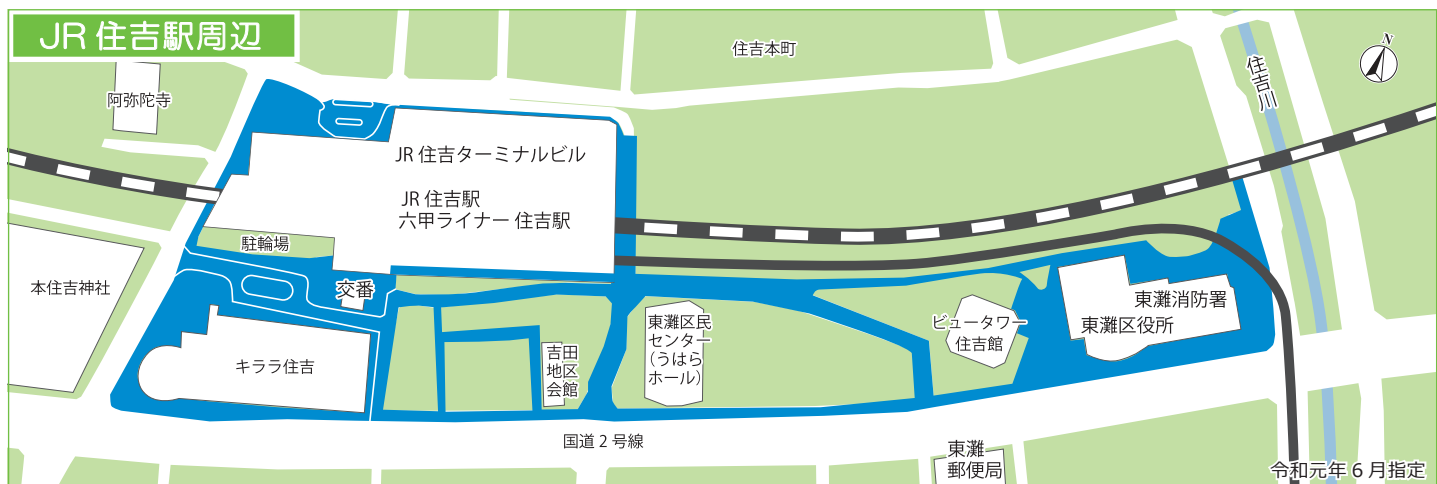 JR 住吉駅周辺
住吉本町
N
住吉川
阿弥陀寺
JR 住吉ターミナルビル
JR 住吉駅
六甲ライナー 住吉駅
駐輪場
本住吉神社
交番
東灘消防署
東灘区役所
ビュータワー
住吉館
東灘区民
センター
(うはら
ホール)
吉田
地区
会館
キララ住吉
国道 2 号線
東灘
郵便局
令和元年 6 月指定